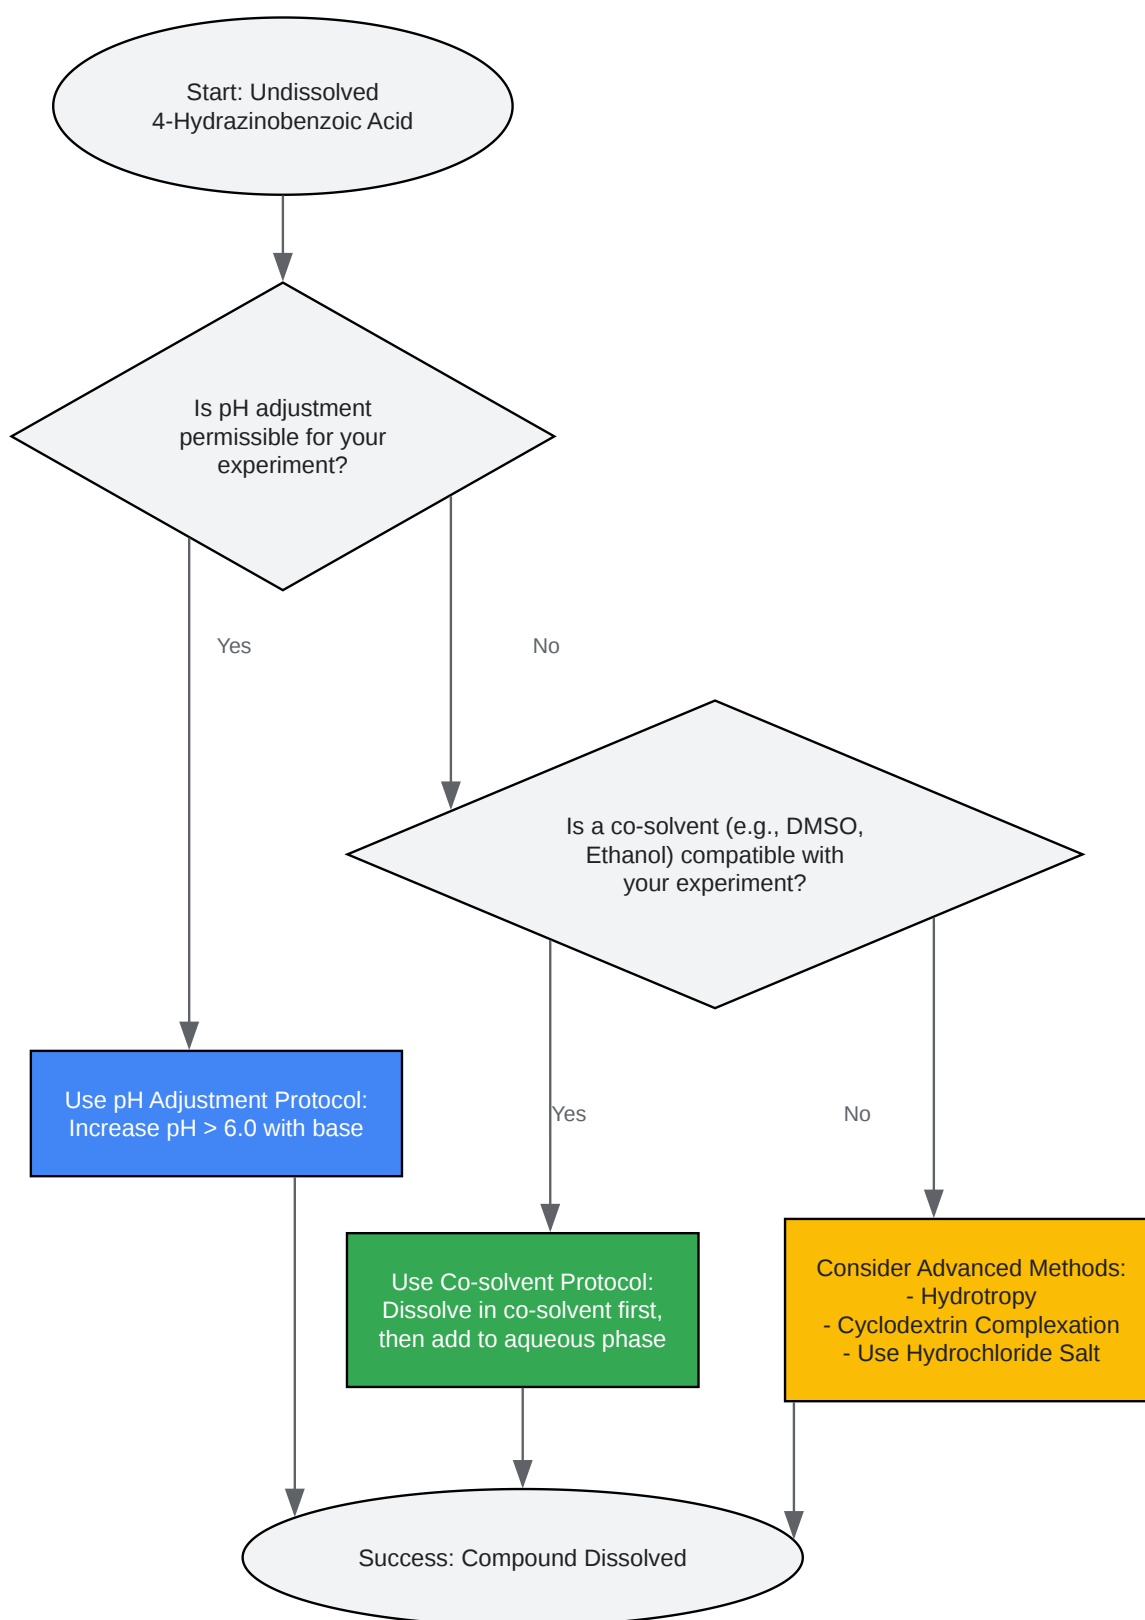 Start: Undissolved
4-Hydrazinobenzoic Acid
Is pH adjustment
permissible for your
experiment?
Yes
No
Is a co-solvent (e.g., DMSO,
Ethanol) compatible with
your experiment?
Use pH Adjustment Protocol:
Increase pH > 6.0 with base
Yes
No
Use Co-solvent Protocol:
Dissolve in co-solvent first,
then add to aqueous phase
Consider Advanced Methods:
- Hydrotropy
- Cyclodextrin Complexation
- Use Hydrochloride Salt
Success: Compound Dissolved